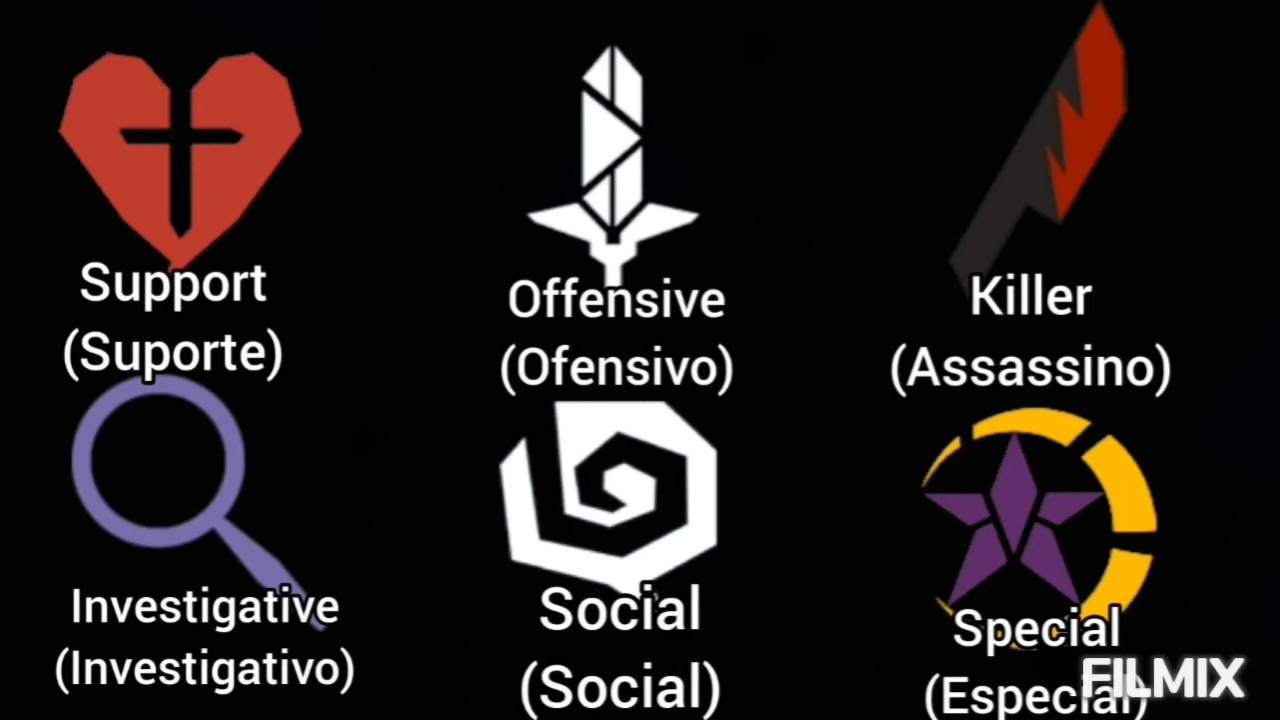 Support
(Suporte)
Offensive
(Ofensivo)
Killer
(Assassino)
Investigative
(Investigativo)
Social
(Social)
Special
(Especial)
FILMIX